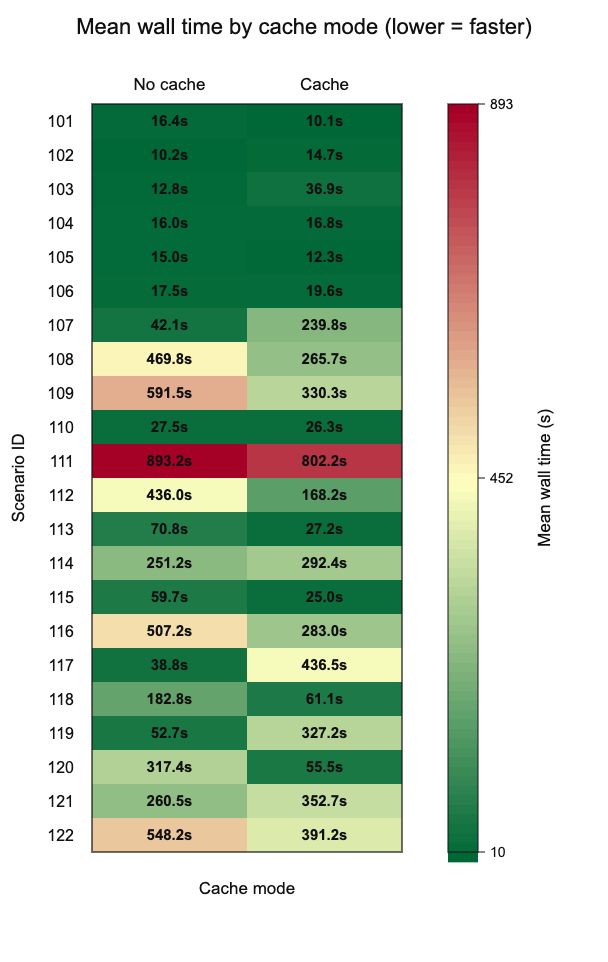 Mean wall time by cache mode (lower = faster)
No cache Cache
101 16.4s 10.1s
102 10.2s 14.7s
103 12.8s 36.9s
104 16.0s 16.8s
105 15.0s 12.3s
106 17.5s 19.6s
107 42.1s 239.8s
108 469.8s 265.7s
109 591.5s 330.3s
110 27.5s 26.3s
111 893.2s 802.2s
112 436.0s 168.2s
113 70.8s 27.2s
114 251.2s 292.4s
115 59.7s 25.0s
116 507.2s 283.0s
117 38.8s 436.5s
118 182.8s 61.1s
119 52.7s 327.2s
120 317.4s 55.5s
121 260.5s 352.7s
122 548.2s 391.2s
Scenario ID
Cache mode
893
452
10
Mean wall time (s)